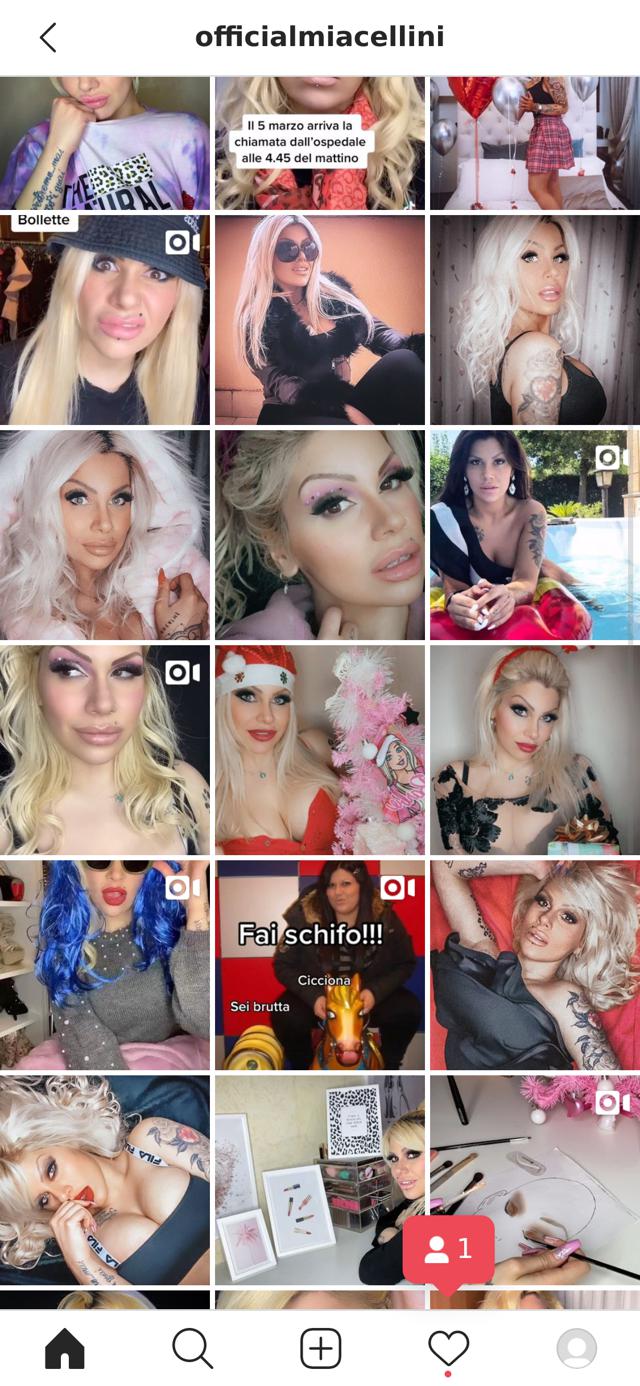 officialmiacellini
THE
NATURAL
Il 5 marzo arriva la
chiamata dall'ospedale
alle 4.45 del mattino
Bollette
Fai schifo!!!
Cicciona
Sei brutta
FILA
FILA
1